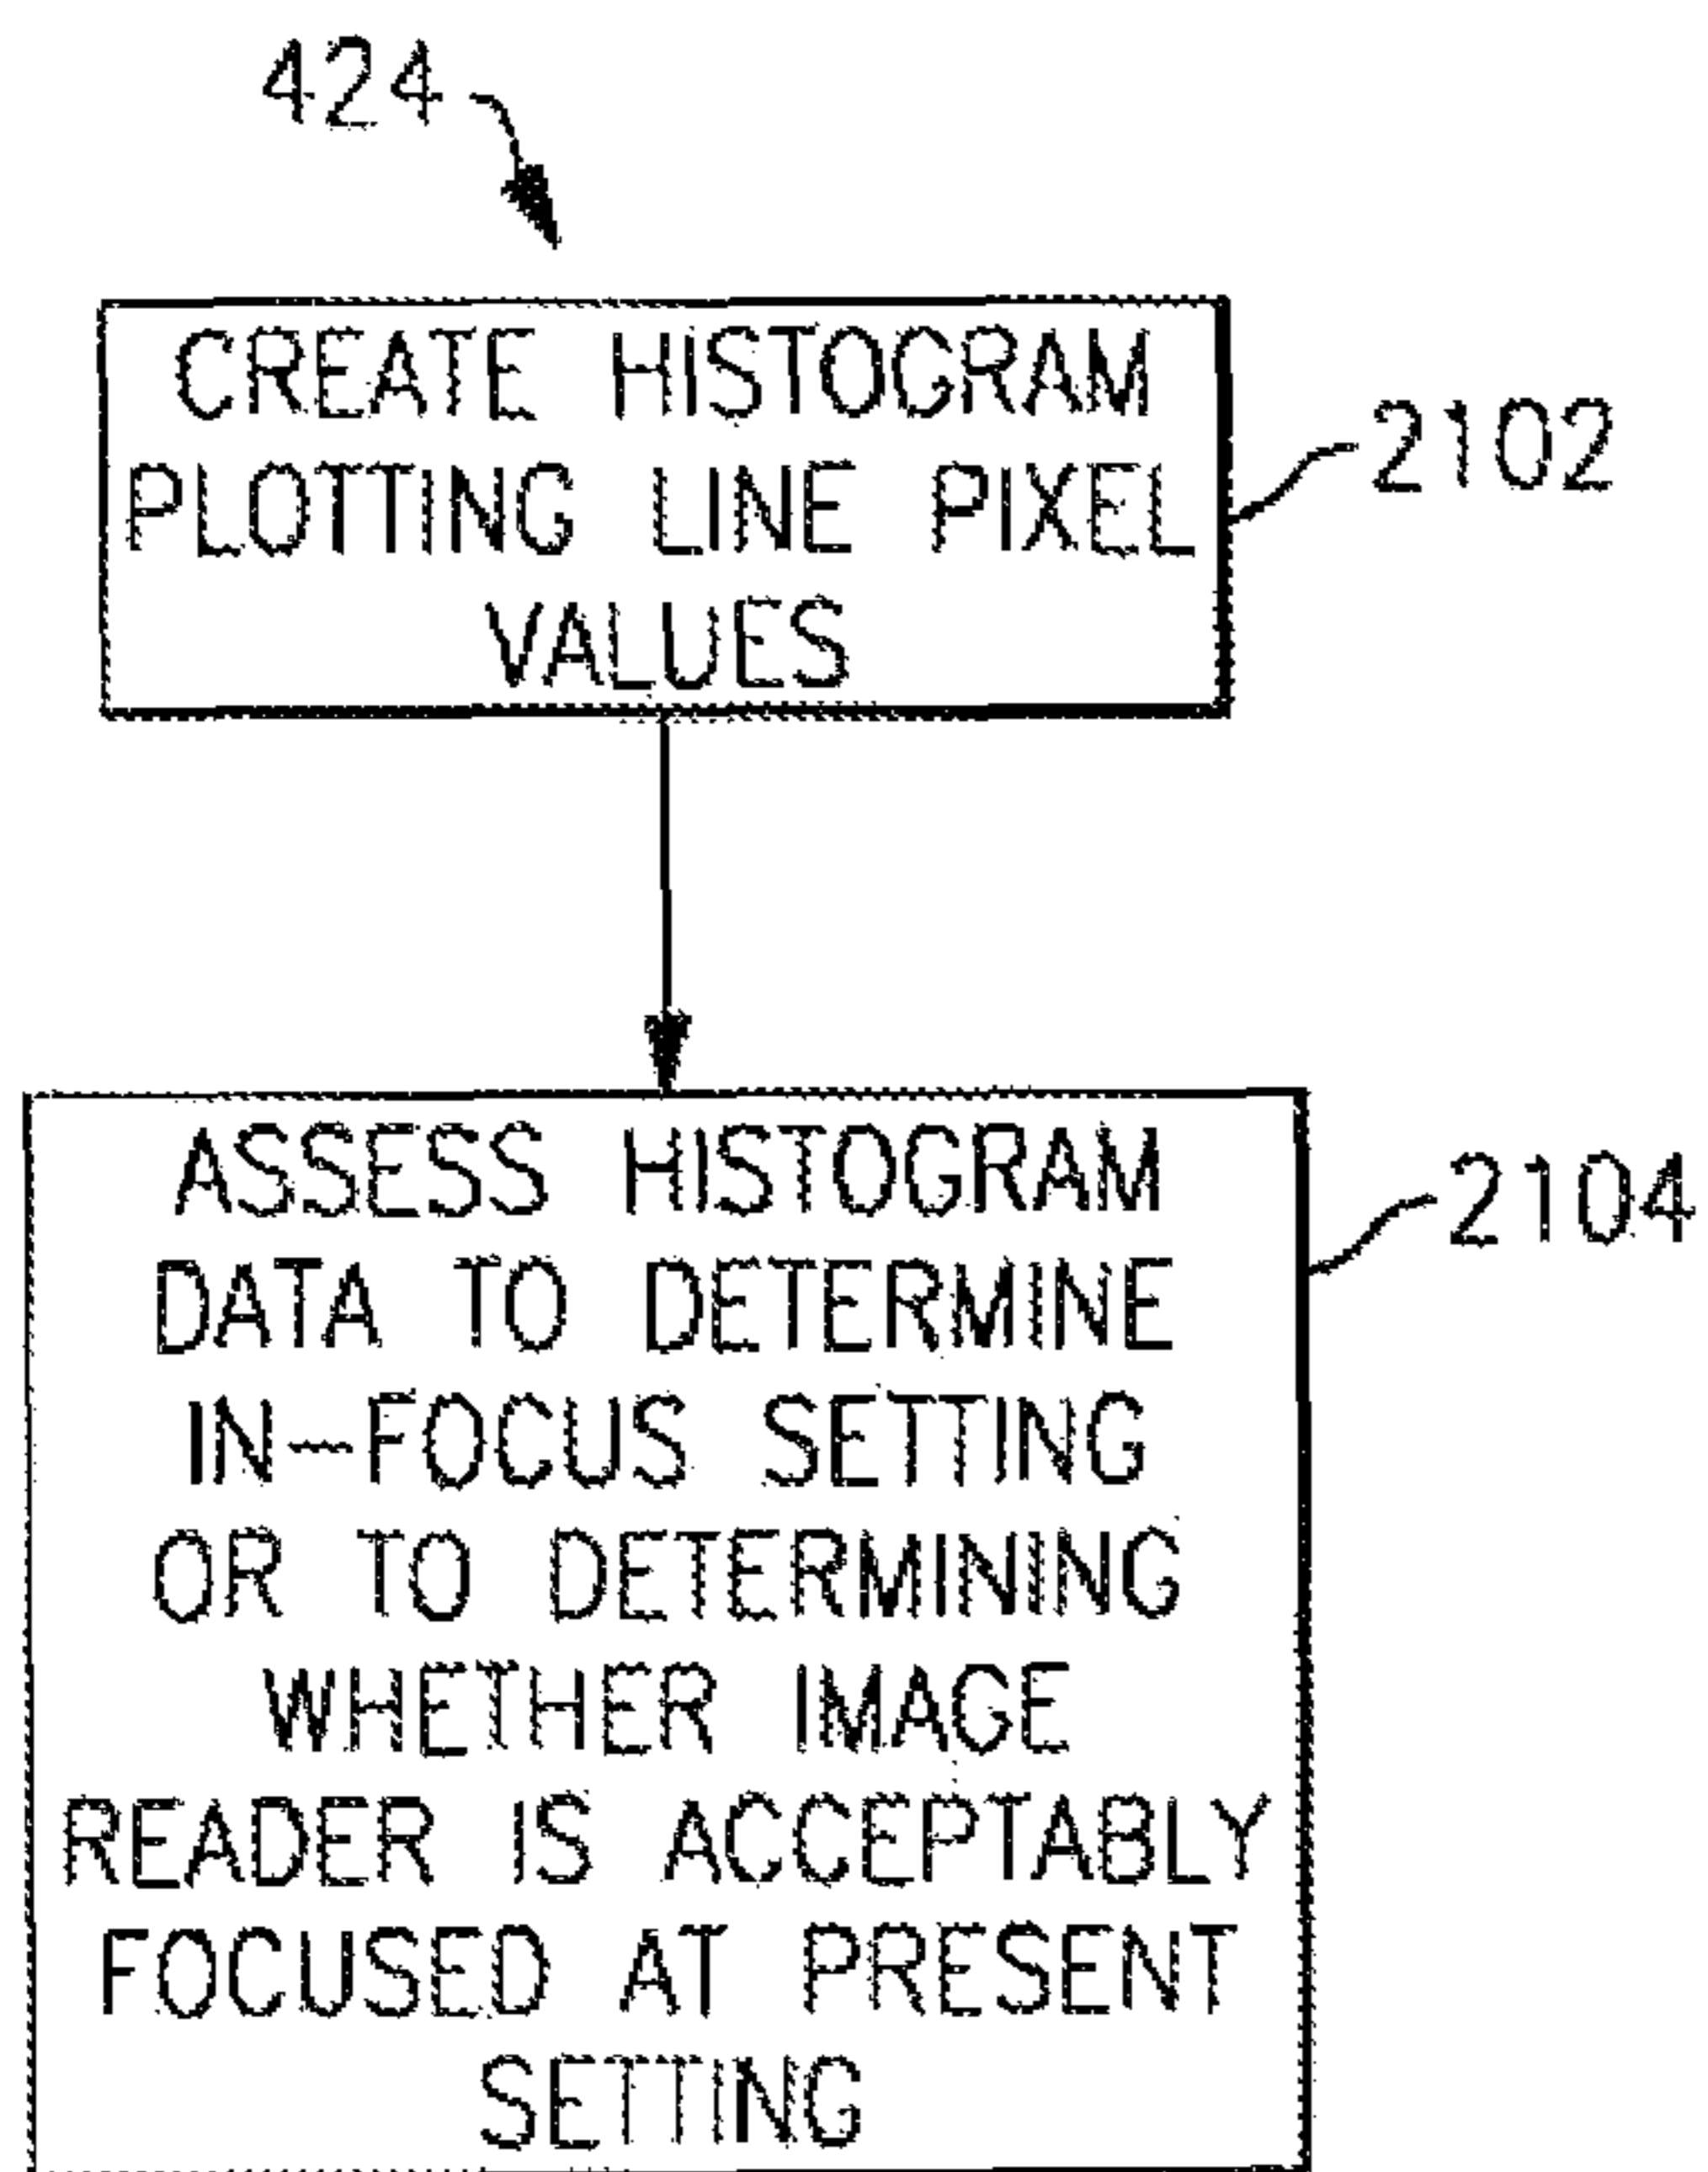 424
CREATE HISTOGRAM
PLOTTING LINE PIXEL
VALUES
2102
ASSESS HISTOGRAM
DATA TO DETERMINE
IN-FOCUS SETTING
OR TO DETERMINING
WHETHER IMAGE
READER IS ACCEPTABLY
FOCUSED AT PRESENT
SETTING
2104